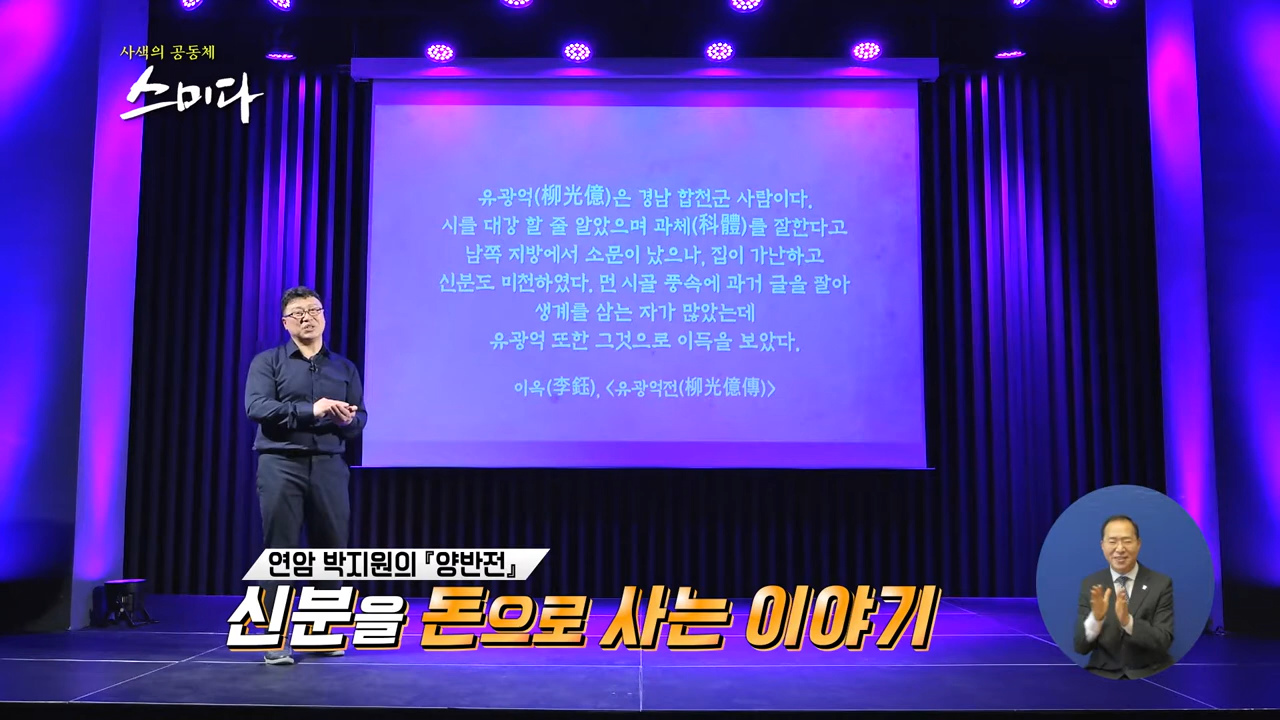 사색의 공동체
스미다
유광억(柳光億)은 경남 합천군 사람이다.
시를 대강 할 줄 알았으며 과체(科體)를 잘한다고
남쪽 지방에서 소문이 났으나, 집이 가난하고
신분도 미천하였다. 먼 시골 풍속에 과거 글을 팔아
생계를 삼는 자가 많았는데
유광억 또한 그것으로 이득을 보았다.
이옥(李鈺), <유광억전(柳光億傳)>
연암 박지원의 『양반전』
신분을 돈으로 사는 이야기